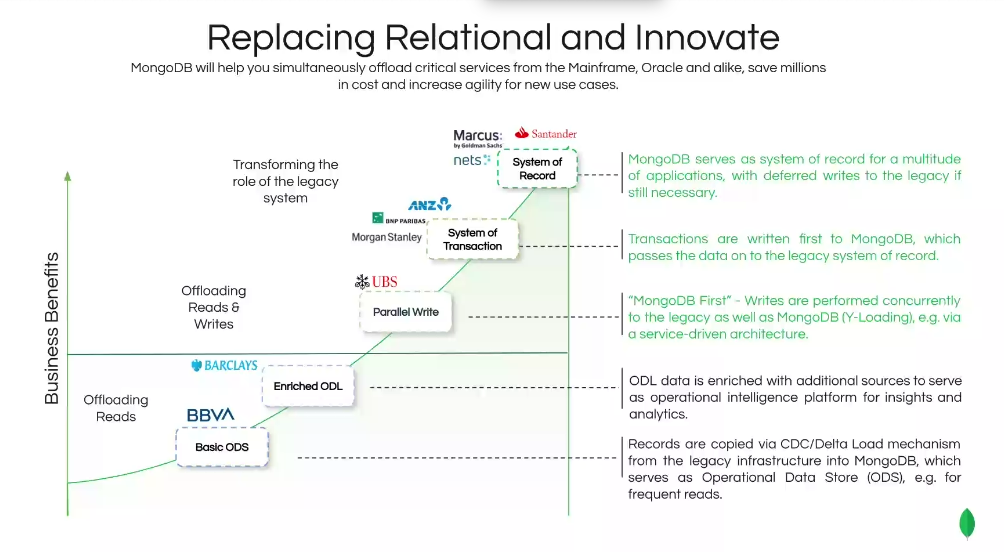 Replacing Relational and Innovate
MongoDB will help you simultaneously offload critical services from the Mainframe, Oracle and alike, save millions
in cost and increase agility for new use cases.
Business Benefits
Transforming the
role of the legacy
system
Offloading
Reads &
Writes
Offloading
Reads
Marcus:
by Goldman Sachs
Santander
nets
System of
Record
MongoDB serves as system of record for a multitude
of applications, with deferred writes to the legacy if
still necessary.
ANZ
BNP PARIBAS
Morgan Stanley
System of
Transaction
Transactions are written first to MongoDB, which
passes the data on to the legacy system of record.
UBS
Parallel Write
“MongoDB First” - Writes are performed concurrently
to the legacy as well as MongoDB (Y-Loading), e.g. via
a service-driven architecture.
BARCLAYS
Enriched ODL
ODL data is enriched with additional sources to serve
as operational intelligence platform for insights and
analytics.
BBVA
Basic ODS
Records are copied via CDC/Delta Load mechanism
from the legacy infrastructure into MongoDB, which
serves as Operational Data Store (ODS), e.g. for
frequent reads.